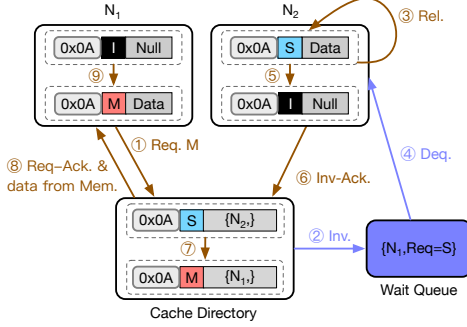 N₁
N₂
③ Rel.
0x0A I Null
0x0A S Data
⑨
⑤
0x0A M Data
0x0A I Null
① Req. M
④ Deq.
⑧ Req-Ack. &
data from Mem.
⑥ Inv-Ack.
0x0A S {N₂,}
② Inv.
⑦
{N₁,Req=S}
0x0A M {N₁,}
Wait Queue
Cache Directory